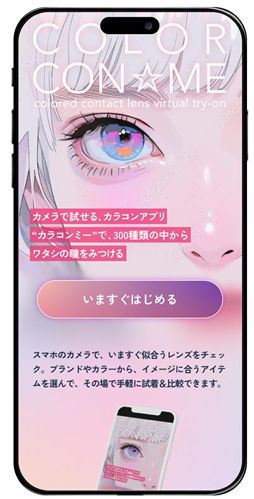 COLOR
CON☆ME
colored contact lens virtual try-on
カメラで試せる、カラコンアプリ
“カラコンミー”で、300種類の中から
ワタシの瞳をみつける
いますぐはじめる
スマホのカメラで、いますぐ似合うレンズをチェッ
ク。ブランドやカラーから、イメージに合うアイテ
ムを選んで、その場で手軽に試着＆比較できます。
COLOR
CON☆ME